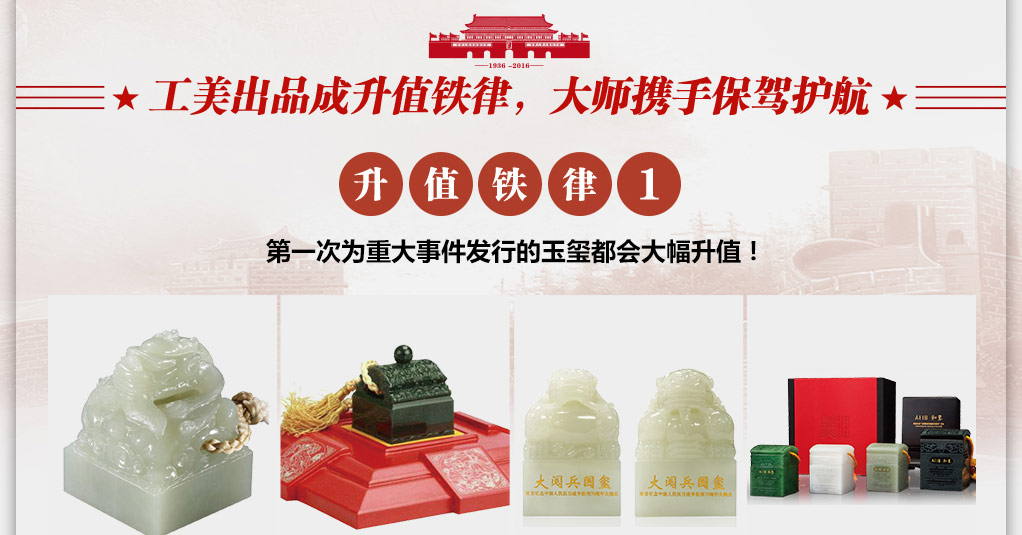 1936 ~2016
工美出品成升值铁律，大师携手保驾护航
升值铁律1
第一次为重大事件发行的玉玺都会大幅升值！
大阅兵国玺
大阅兵国玺